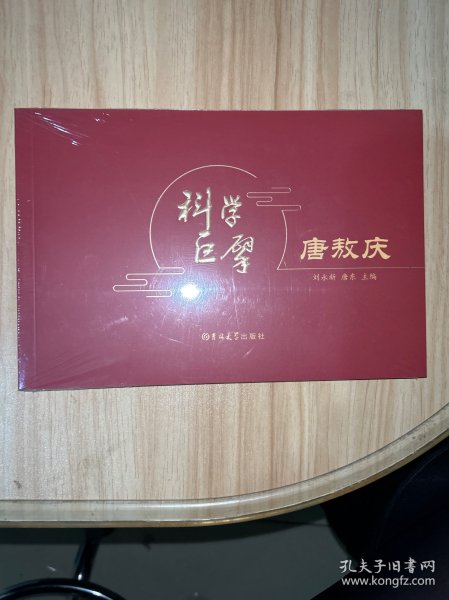 科学
巨擘
唐敖庆
刘永新 唐东 主编
吉林大学出版社
孔夫子旧书网
www.kongfz.com